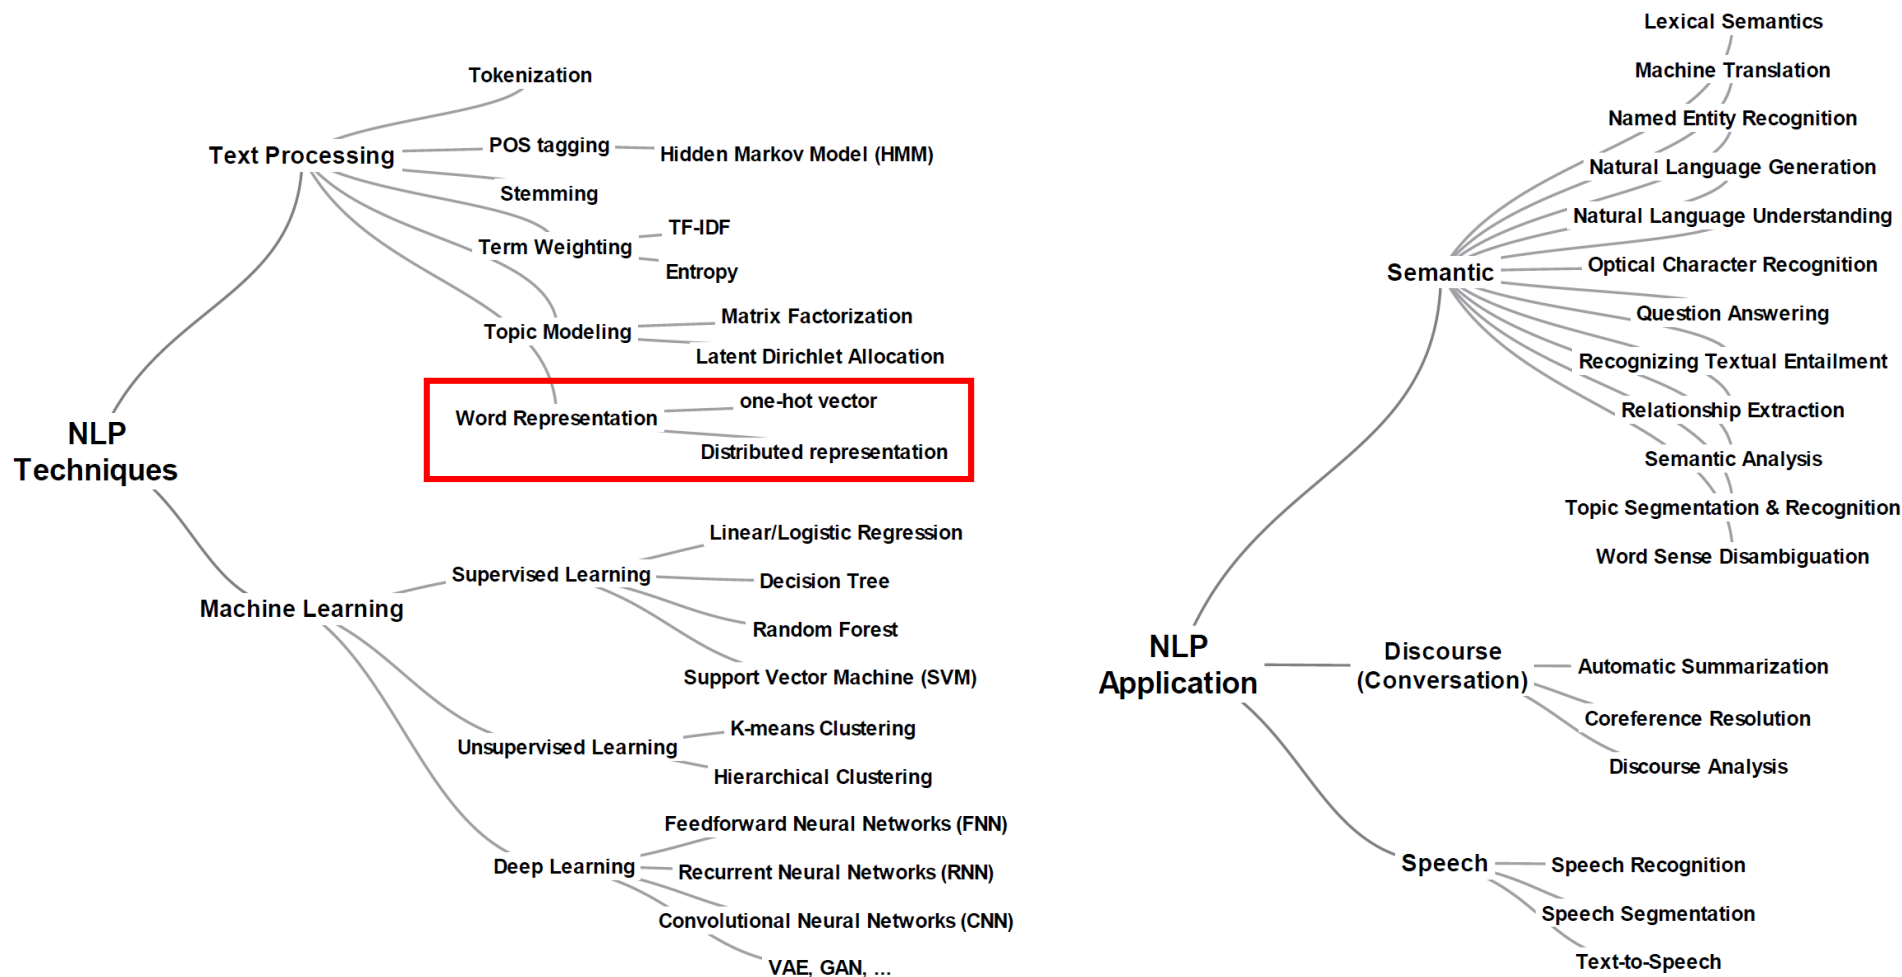 NLP
Techniques
Text Processing
Tokenization
POS tagging
Hidden Markov Model (HMM)
Stemming
Term Weighting
TF-IDF
Entropy
Topic Modeling
Matrix Factorization
Latent Dirichlet Allocation
Word Representation
one-hot vector
Distributed representation
Machine Learning
Supervised Learning
Linear/Logistic Regression
Decision Tree
Random Forest
Support Vector Machine (SVM)
Unsupervised Learning
K-means Clustering
Hierarchical Clustering
Deep Learning
Feedforward Neural Networks (FNN)
Recurrent Neural Networks (RNN)
Convolutional Neural Networks (CNN)
VAE, GAN, ...
NLP
Application
Semantic
Lexical Semantics
Machine Translation
Named Entity Recognition
Natural Language Generation
Natural Language Understanding
Optical Character Recognition
Question Answering
Recognizing Textual Entailment
Relationship Extraction
Semantic Analysis
Topic Segmentation & Recognition
Word Sense Disambiguation
Discourse
(Conversation)
Automatic Summarization
Coreference Resolution
Discourse Analysis
Speech
Speech Recognition
Speech Segmentation
Text-to-Speech